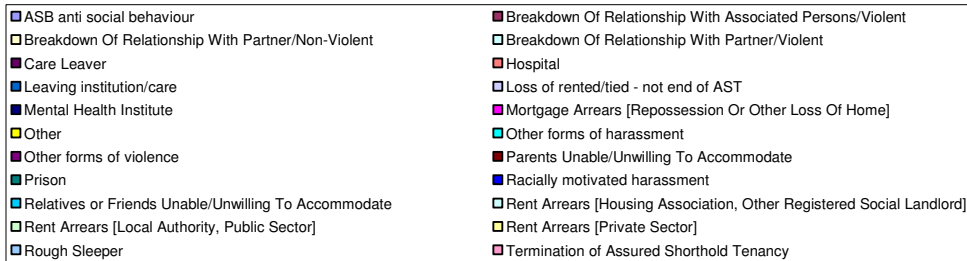 ASB anti social behaviour
Breakdown Of Relationship With Associated Persons/Violent
Breakdown Of Relationship With Partner/Non-Violent
Breakdown Of Relationship With Partner/Violent
Care Leaver
Hospital
Leaving institution/care
Loss of rented/tied - not end of AST
Mental Health Institute
Mortgage Arrears [Repossession Or Other Loss Of Home]
Other
Other forms of harassment
Other forms of violence
Parents Unable/Unwilling To Accommodate
Prison
Racially motivated harassment
Relatives or Friends Unable/Unwilling To Accommodate
Rent Arrears [Housing Association, Other Registered Social Landlord]
Rent Arrears [Local Authority, Public Sector]
Rent Arrears [Private Sector]
Rough Sleeper
Termination of Assured Shorthold Tenancy